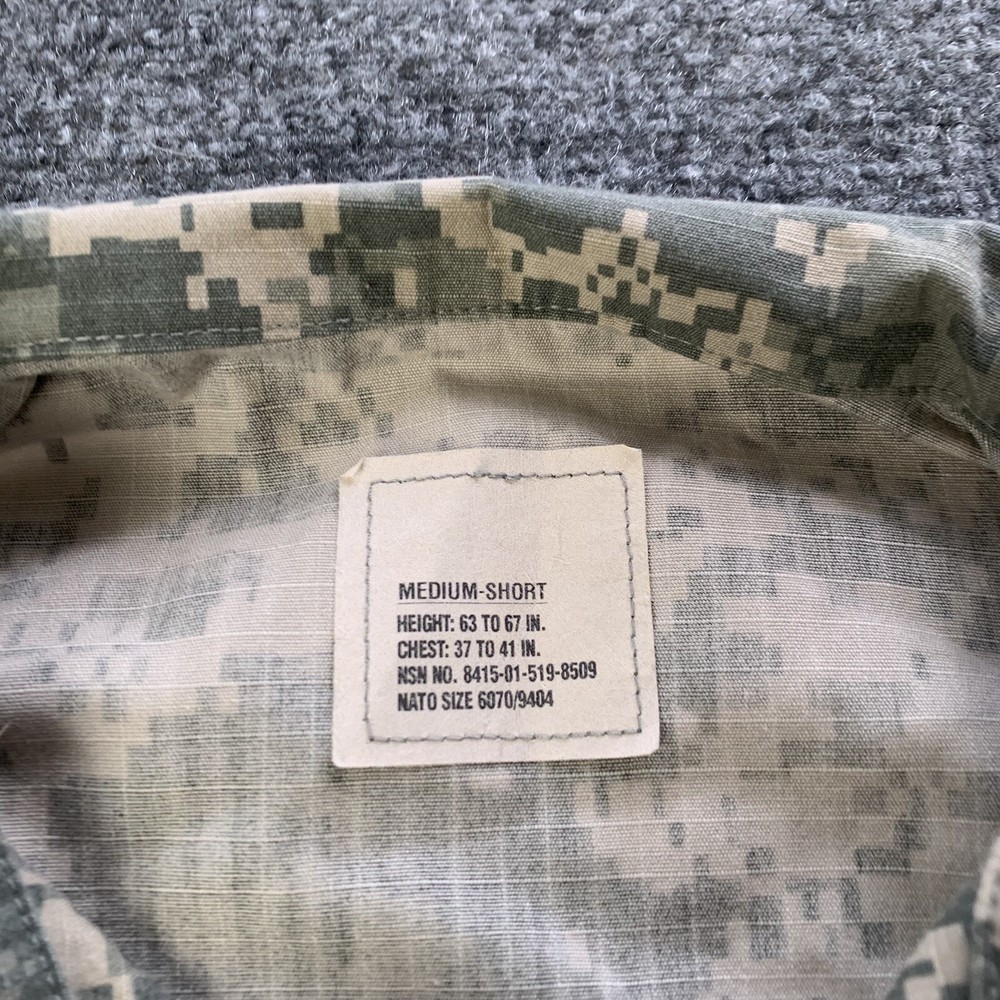 MEDIUM-SHORT
HEIGHT: 63 TO 67 IN.
CHEST: 37 TO 41 IN.
NSN NO. 8415-01-519-8509
NATO SIZE 6070/9404